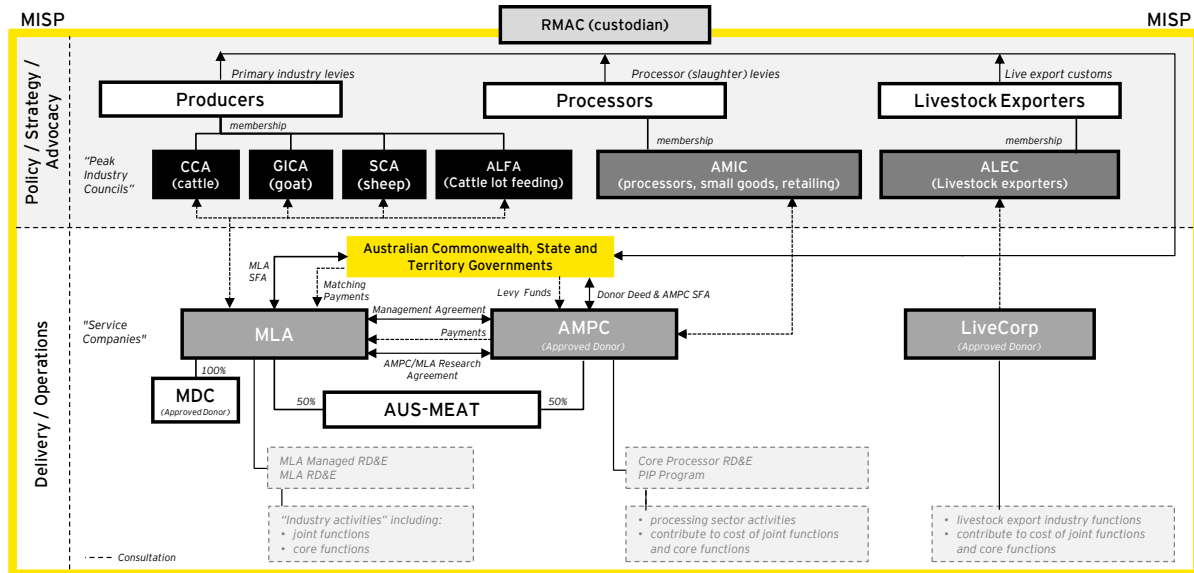 MISP
RMAC (custodian)
MISP
Policy / Strategy /
Advocacy
Primary industry levies
Processor (slaughter) levies
Live export customs
Producers
Processors
Livestock Exporters
membership
membership
membership
"Peak
Industry
Councils"
CCA
(cattle)
GICA
(goat)
SCA
(sheep)
ALFA
(Cattle lot feeding)
AMIC
(processors, small goods, retailing)
ALEC
(Livestock exporters)
Delivery / Operations
Australian Commonwealth, State and
Territory Governments
MLA
SFA
Matching
Payments
Levy Funds
Donor Deed & AMPC SFA
"Service
Companies"
MLA
Management Agreement
Payments
AMPC/MLA Research
Agreement
AMPC
(Approved Donor)
LiveCorp
(Approved Donor)
100%
MDC
(Approved Donor)
50%
AUS-MEAT
50%
MLA Managed RD&E
MLA RD&E
Core Processor RD&E
PIP Program
"Industry activities" including:
• joint functions
• core functions
• processing sector activities
• contribute to cost of joint functions
and core functions
• livestock export industry functions
• contribute to cost of joint functions
and core functions
Consultation